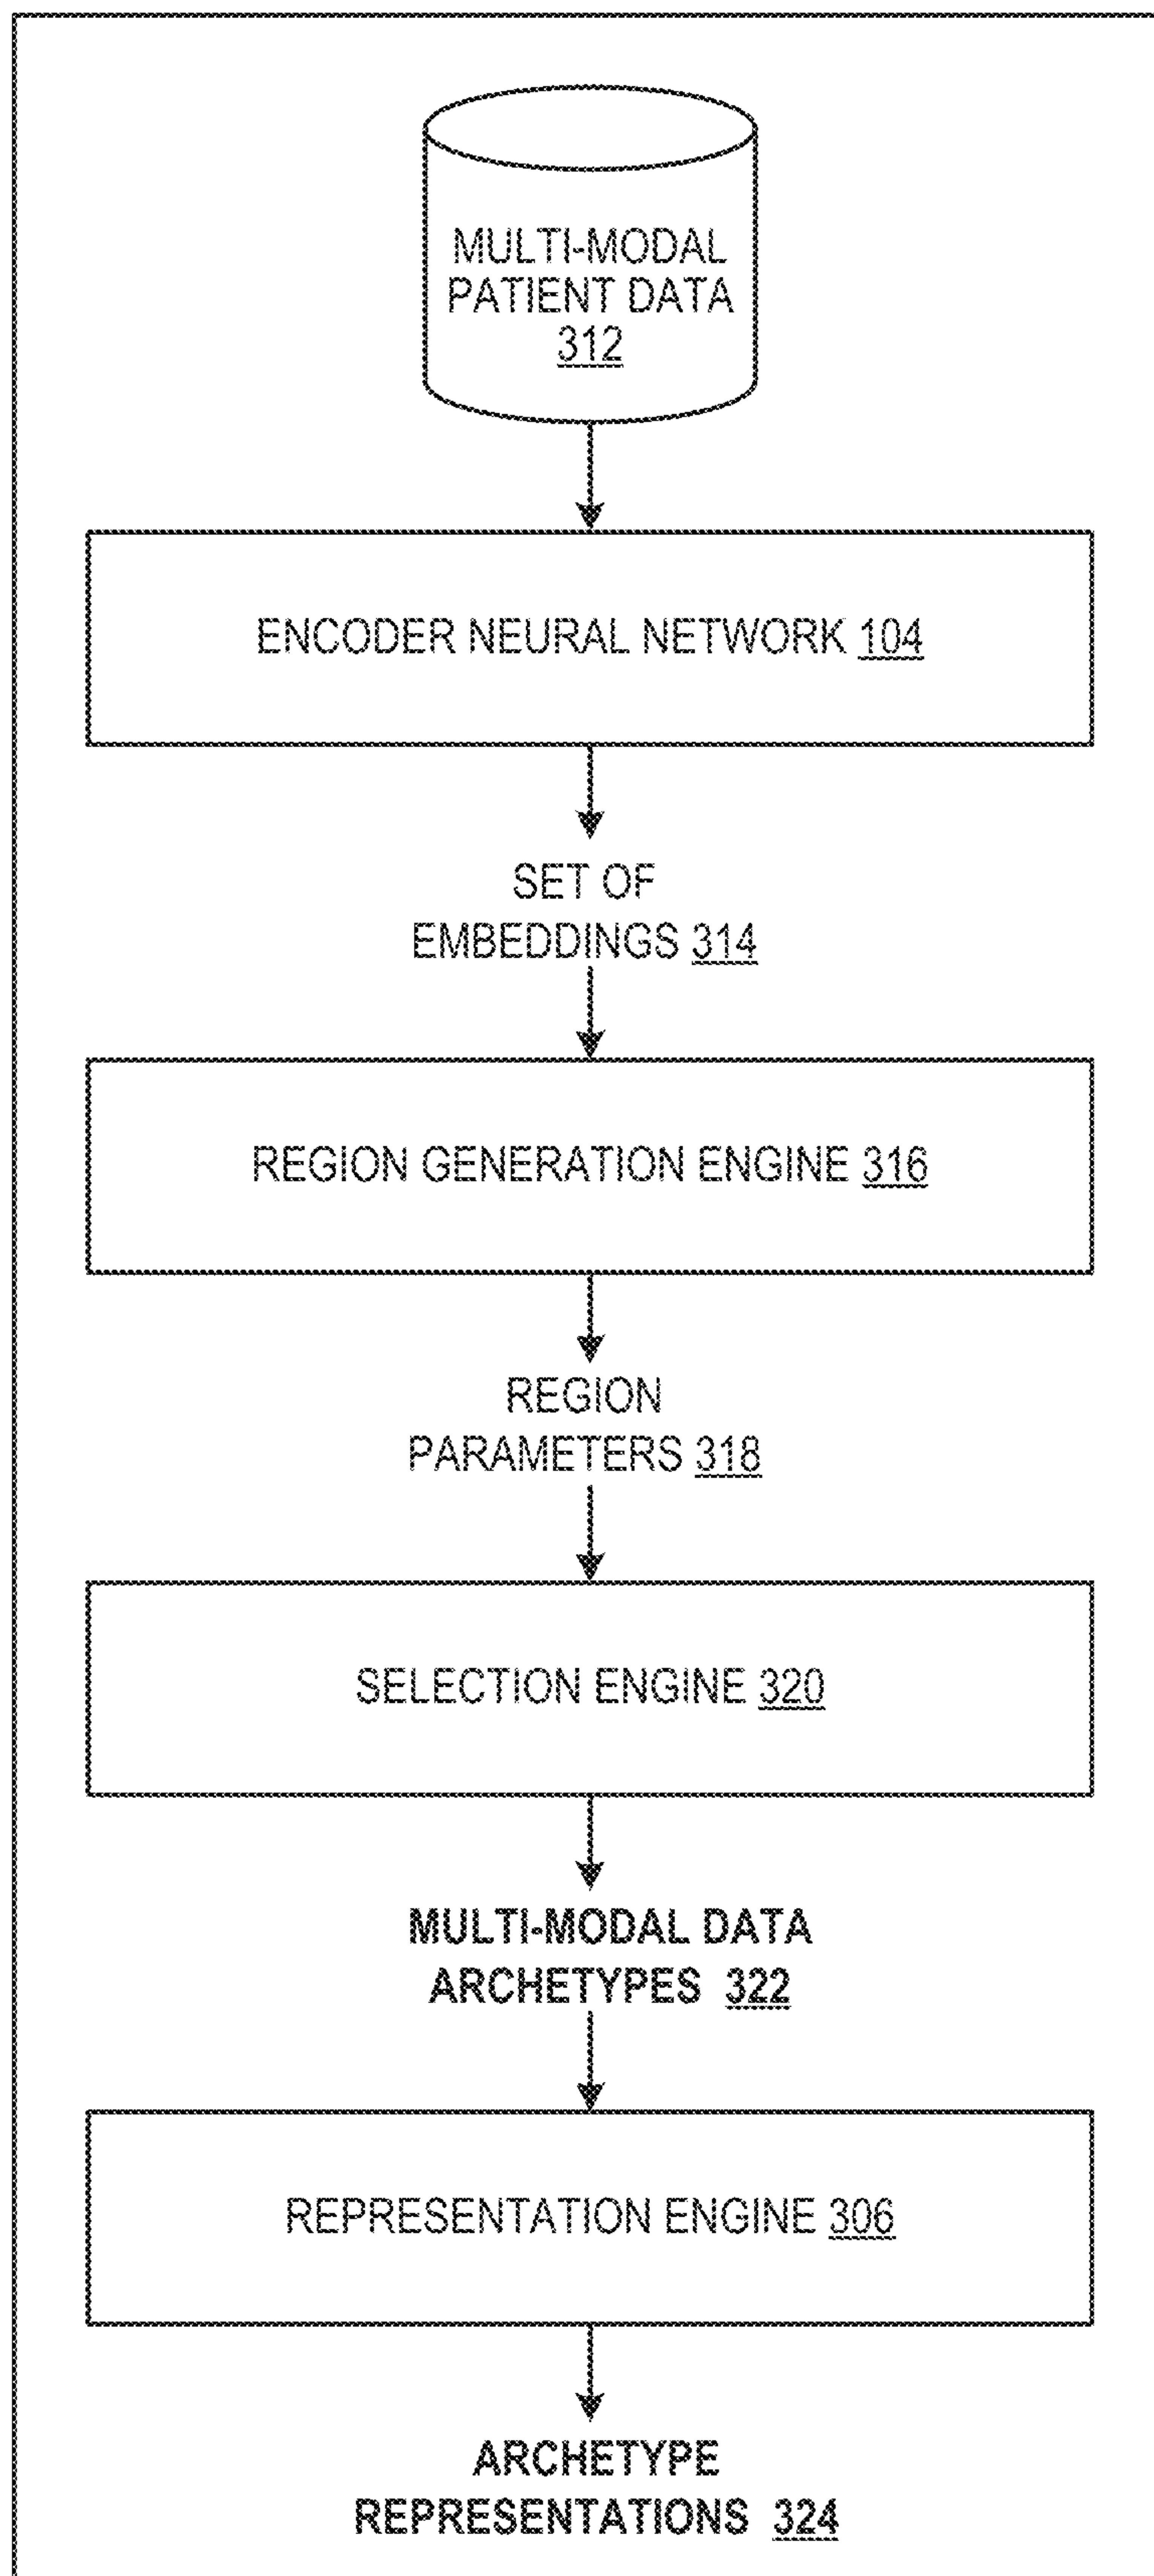 MULTI-MODAL
PATIENT DATA
312
ENCODER NEURAL NETWORK 104
SET OF
EMBEDDINGS 314
REGION GENERATION ENGINE 316
REGION
PARAMETERS 318
SELECTION ENGINE 320
MULTI-MODAL DATA
ARCHETYPES 322
REPRESENTATION ENGINE 306
ARCHETYPE
REPRESENTATIONS 324